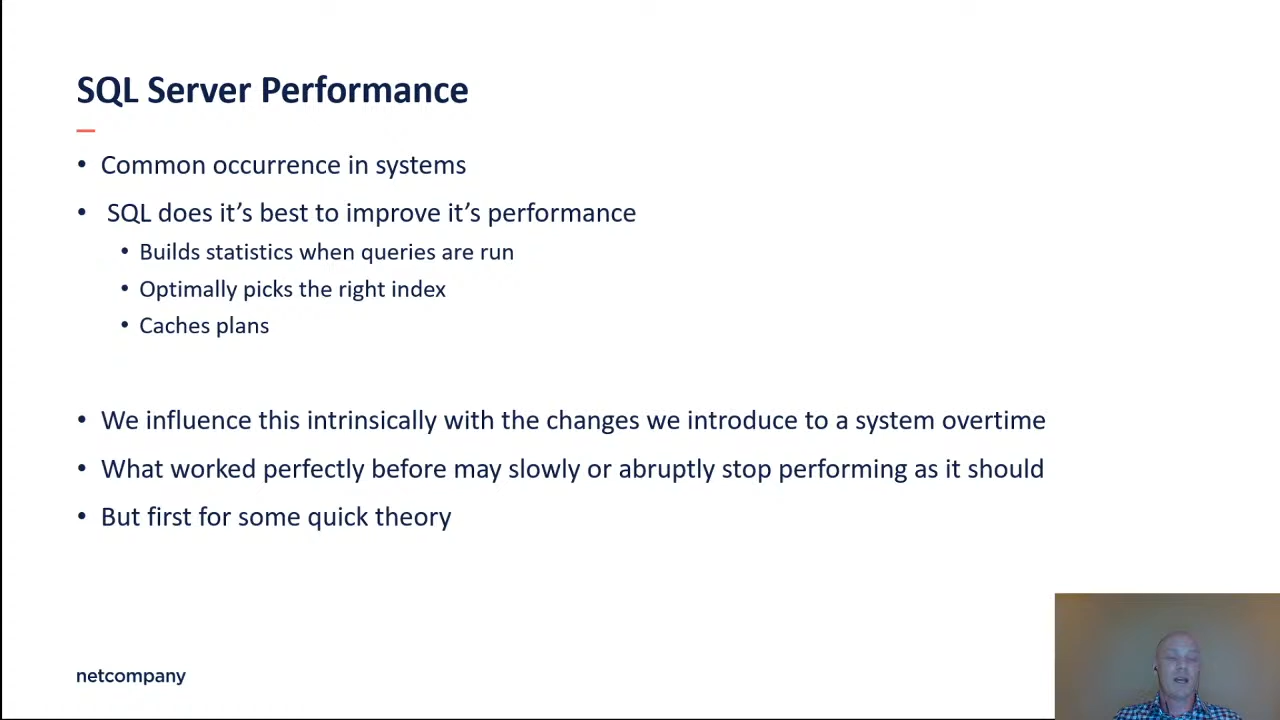 SQL Server Performance
• Common occurrence in systems
• SQL does it’s best to improve it’s performance
• Builds statistics when queries are run
• Optimally picks the right index
• Caches plans
• We influence this intrinsically with the changes we introduce to a system overtime
• What worked perfectly before may slowly or abruptly stop performing as it should
• But first for some quick theory
netcompany